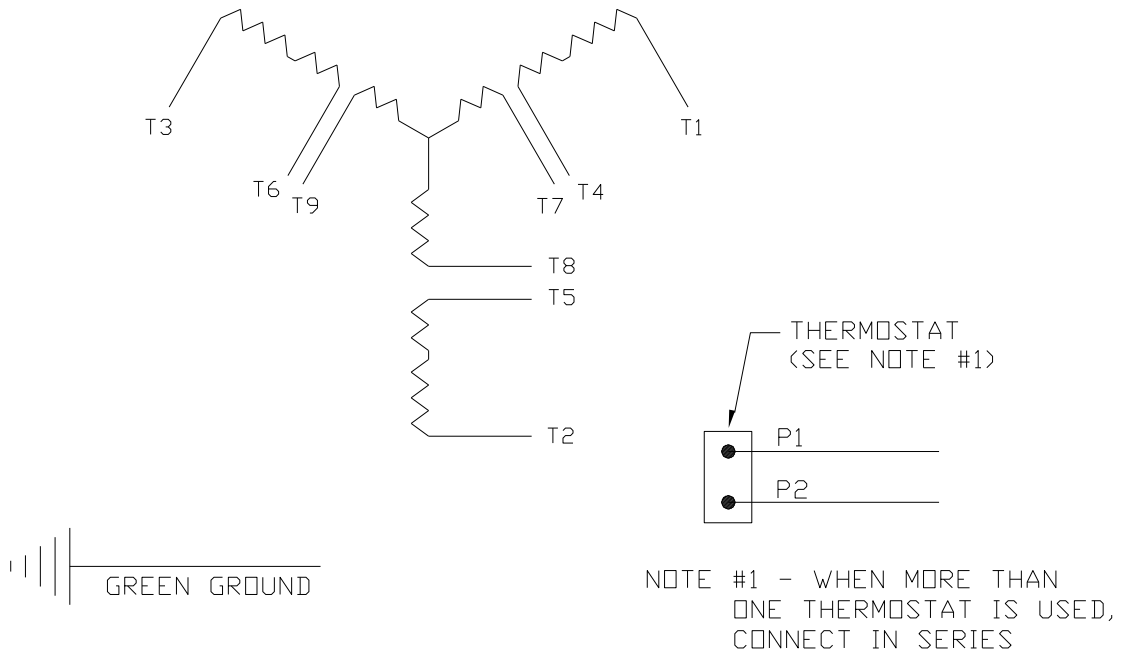 T3
T1
T6
T9
T7
T4
T8
T5
T2
THERMOSTAT
(SEE NOTE #1)
P1
P2
GREEN GROUND
NOTE #1 - WHEN MORE THAN
ONE THERMOSTAT IS USED,
CONNECT IN SERIES